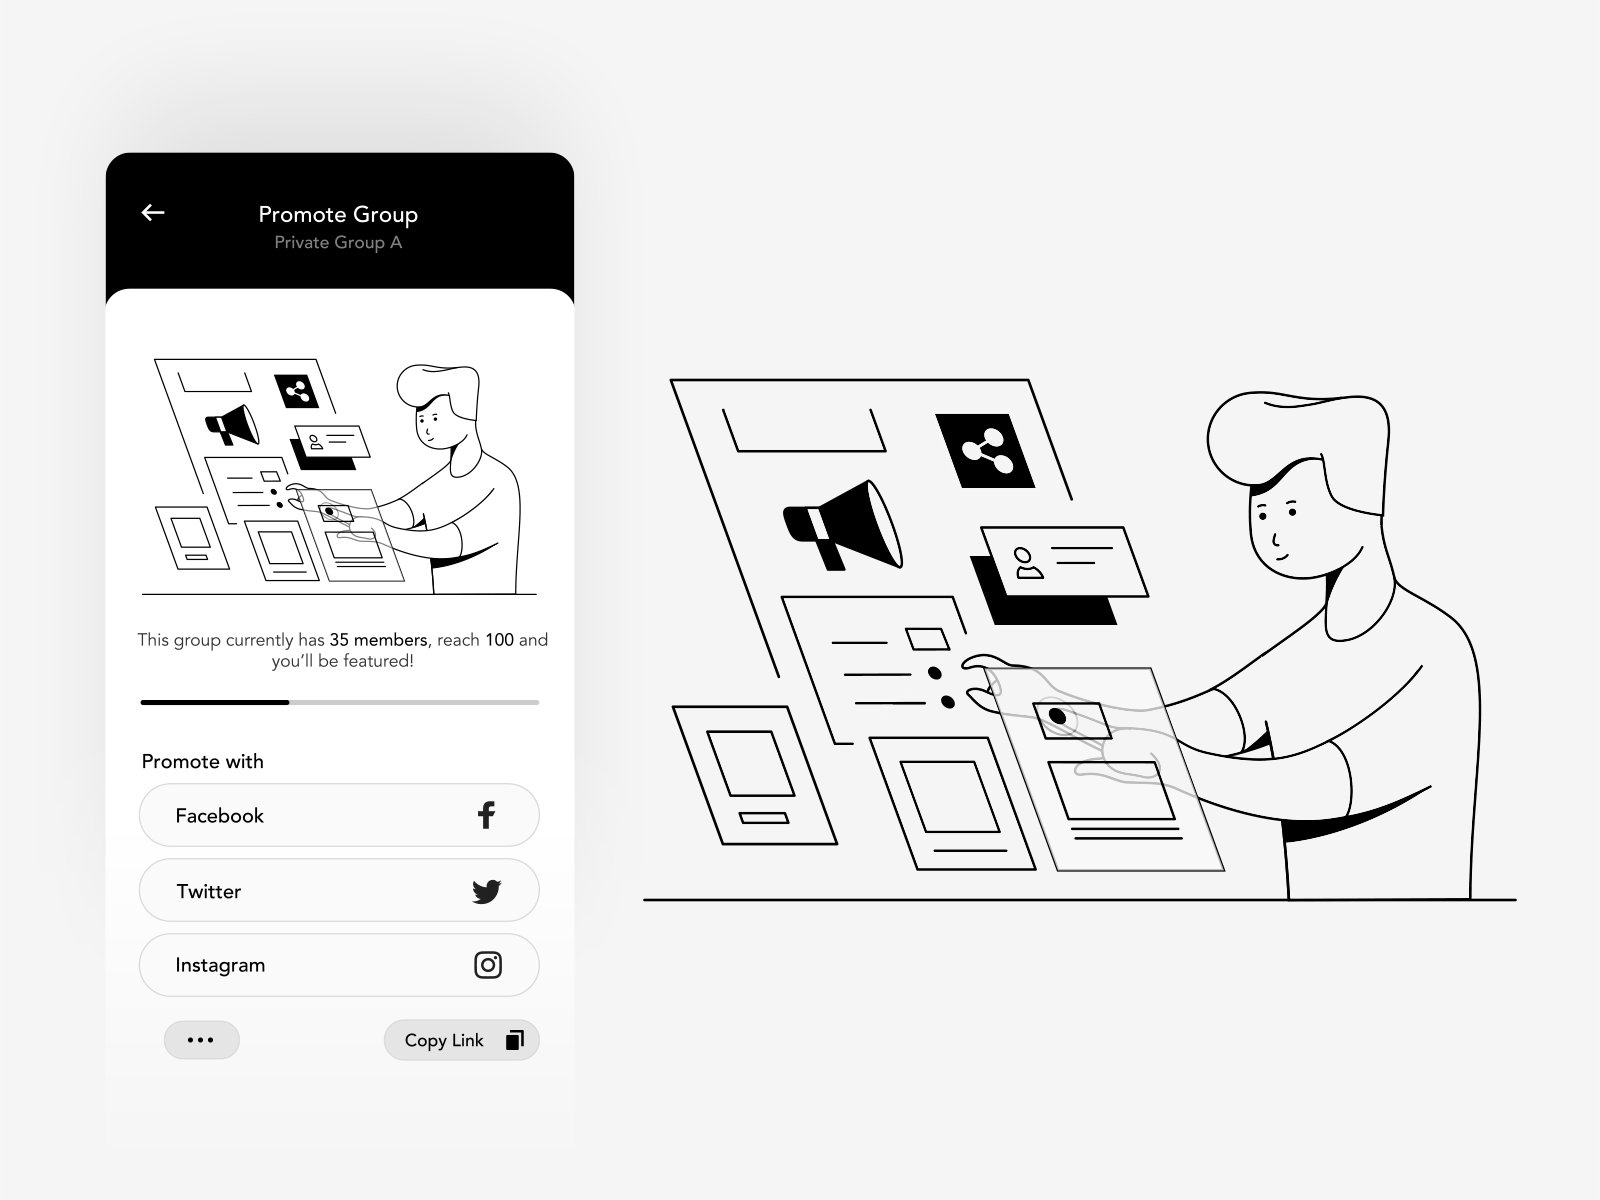 Promote Group
Private Group A
This group currently has 35 members, reach 100 and
you’ll be featured!
Promote with
Facebook
Twitter
Instagram
Copy Link